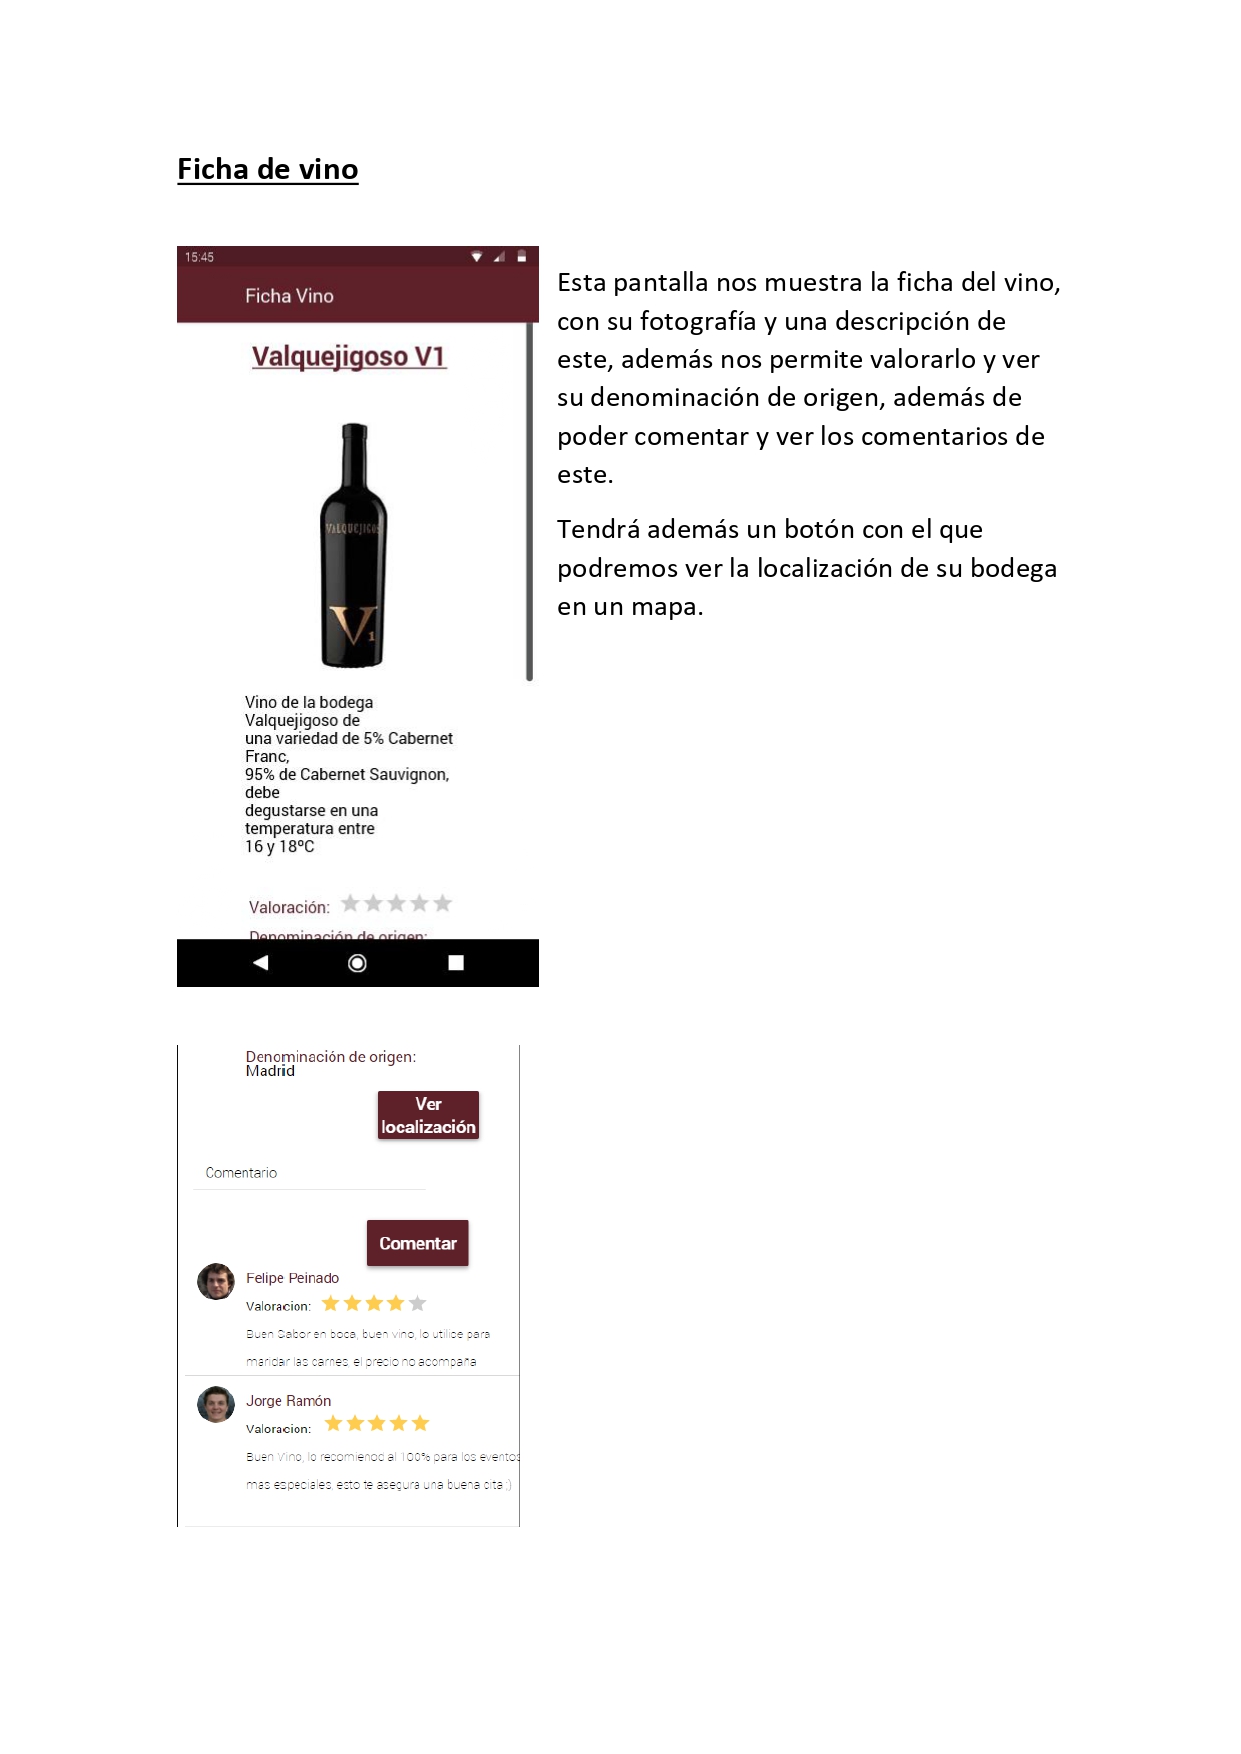 Ficha de vino
15:45
Ficha Vino
Valquejigoso V1
VALQUEJIGOS
V1
Vino de la bodega
Valquejigoso de
una variedad de 5% Cabernet
Franc,
95% de Cabernet Sauvignon,
debe
degustarse en una
temperatura entre
16 y 18ºC
Valoración:
Denominación de origen:
Esta pantalla nos muestra la ficha del vino,
con su fotografía y una descripción de
este, además nos permite valorarlo y ver
su denominación de origen, además de
poder comentar y ver los comentarios de
este.
Tendrá además un botón con el que
podremos ver la localización de su bodega
en un mapa.
Denominación de origen:
Madrid
Ver
localización
Comentario
Comentar
Felipe Peinado
Valoracion:
Buen Sabor en boca, buen vino, lo utilice para
maridar las carnes, el precio no acompaña
Jorge Ramón
Valoracion:
Buen Vino, lo recomienod al 100% para los eventos
mas especiales, esto te asegura una buena cita ;)